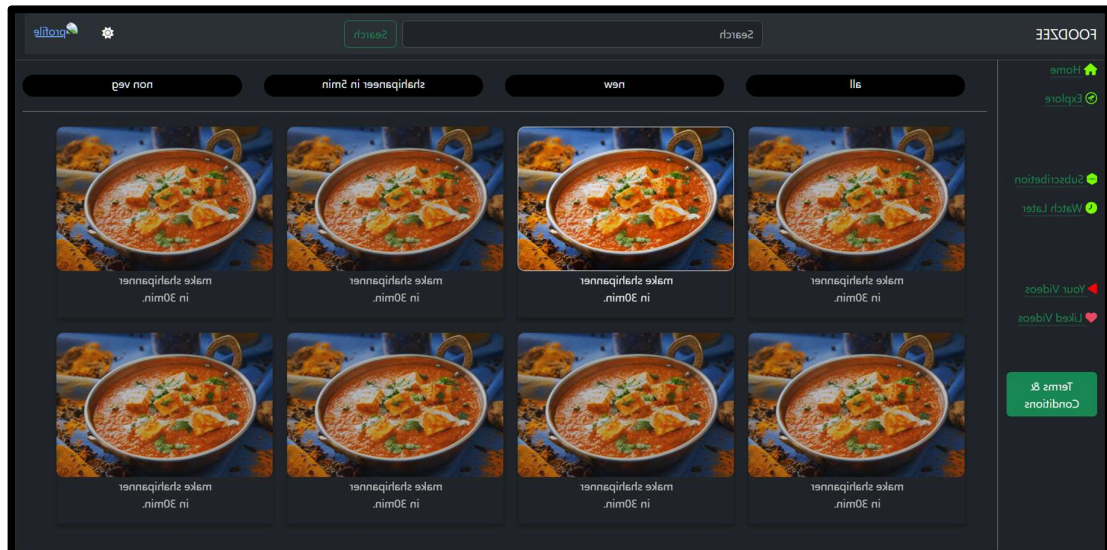 FOODZEE Search Search profile
Home
Explore
Subscribetion
Watch Later
Your Videos
Liked Videos
Terms &
Conditions
all new shahipaneer in 5min non veg
make shahipanner make shahipanner make shahipanner make shahipanner
in 30min. in 30min. in 30min. in 30min.
make shahipanner make shahipanner make shahipanner make shahipanner
in 30min. in 30min. in 30min. in 30min.